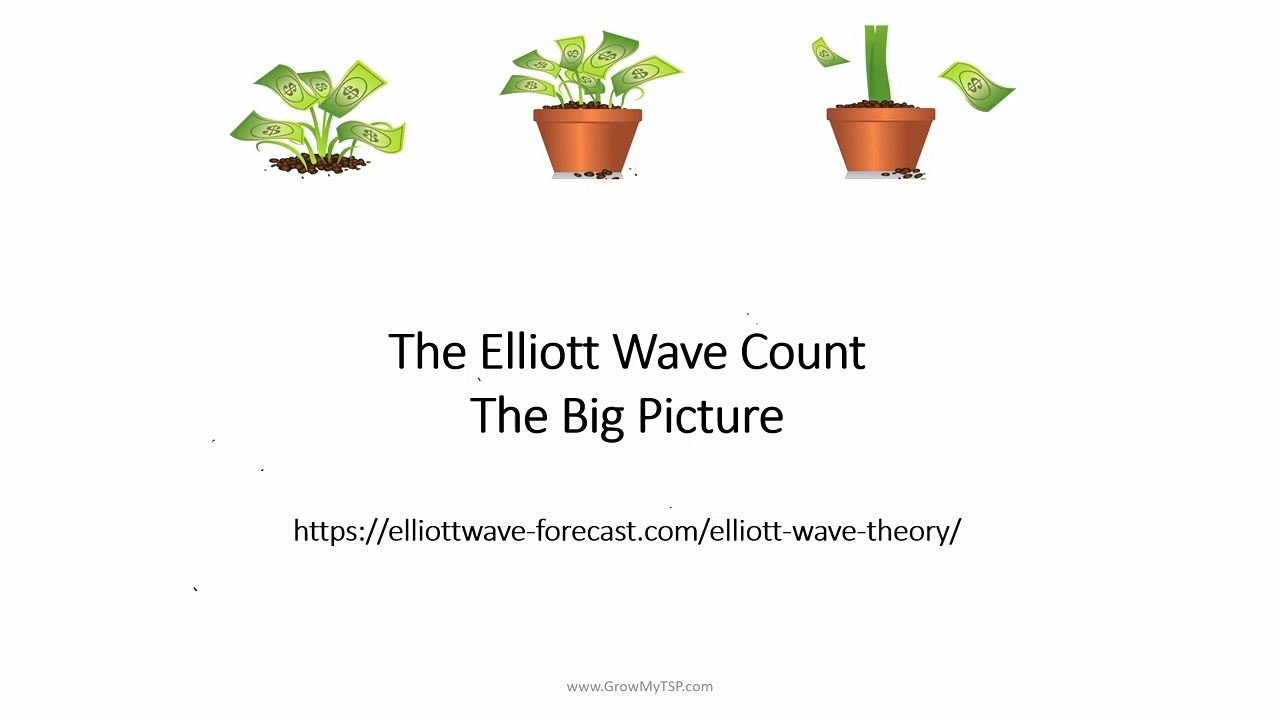 The Elliott Wave Count
The Big Picture
https://elliottwave-forecast.com/elliott-wave-theory/
www.GrowMyTSP.com